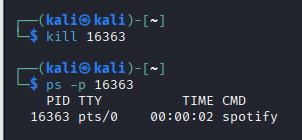 ┌──(kali㉿kali)-[~]
└─$ kill 16363
┌──(kali㉿kali)-[~]
└─$ ps -p 16363
    PID TTY          TIME CMD
  16363 pts/0    00:00:02 spotify